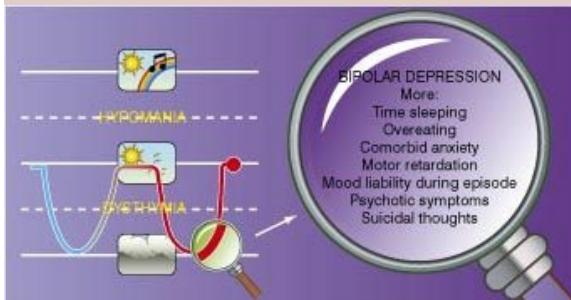 HYPOMANIA
DYSTHYMIA
BIPOLAR DEPRESSION
More:
Time sleeping
Overeating
Comorbid anxiety
Motor retardation
Mood liability during episode
Psychotic symptoms
Suicidal thoughts